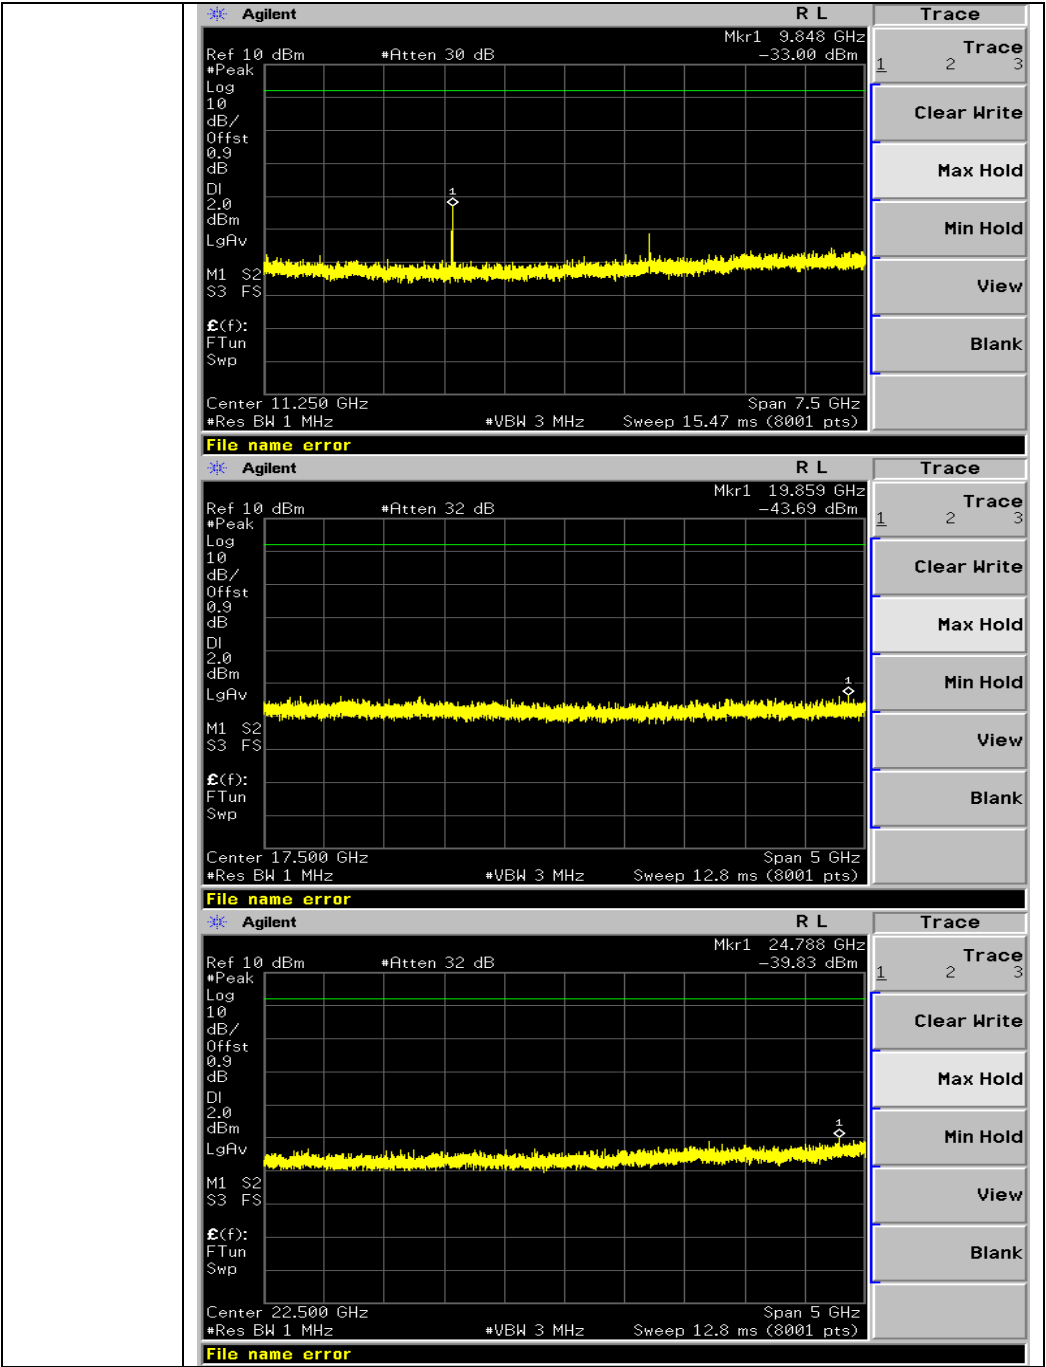 Agilent R L Trace
Mkr1 9.848 GHz
Ref 10 dBm #Atten 30 dB -33.00 dBm
#Peak
Log
10
dB/
Offst
0.9
dB
DI
2.0
dBm
LgAv
M1 S2
S3 FS
£(f):
FTun
Swp
1
Center 11.250 GHz Span 7.5 GHz
#Res BW 1 MHz #VBW 3 MHz Sweep 15.47 ms (8001 pts)
File name error
Trace
1 2 3
Clear Write
Max Hold
Min Hold
View
Blank
Agilent R L Trace
Mkr1 19.859 GHz
Ref 10 dBm #Atten 32 dB -43.69 dBm
#Peak
Log
10
dB/
Offst
0.9
dB
DI
2.0
dBm
LgAv
M1 S2
S3 FS
£(f):
FTun
Swp
1
Center 17.500 GHz Span 5 GHz
#Res BW 1 MHz #VBW 3 MHz Sweep 12.8 ms (8001 pts)
File name error
Trace
1 2 3
Clear Write
Max Hold
Min Hold
View
Blank
Agilent R L Trace
Mkr1 24.788 GHz
Ref 10 dBm #Atten 32 dB -39.83 dBm
#Peak
Log
10
dB/
Offst
0.9
dB
DI
2.0
dBm
LgAv
M1 S2
S3 FS
£(f):
FTun
Swp
1
Center 22.500 GHz Span 5 GHz
#Res BW 1 MHz #VBW 3 MHz Sweep 12.8 ms (8001 pts)
File name error
Trace
1 2 3
Clear Write
Max Hold
Min Hold
View
Blank